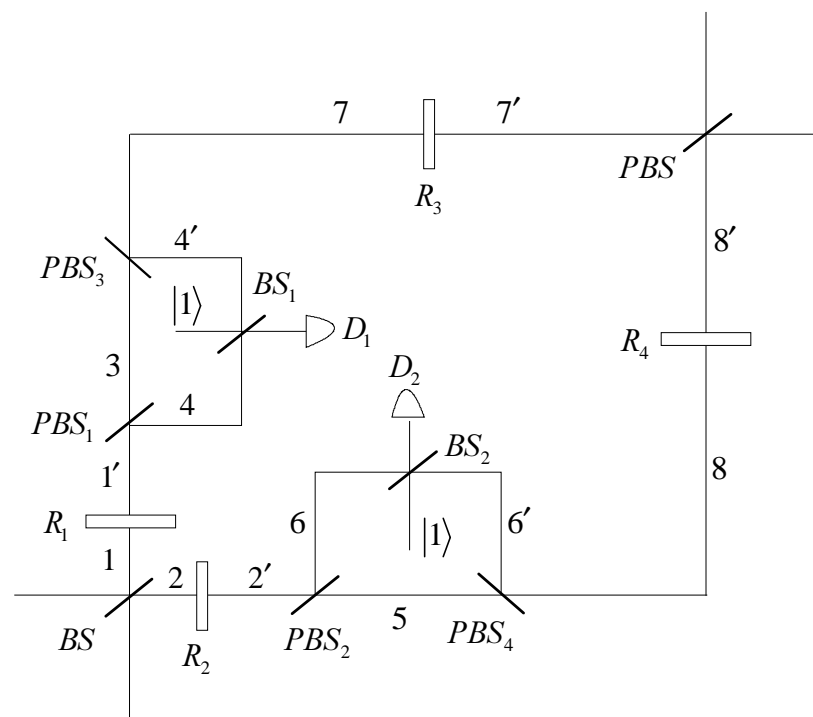 7
7′
R₃
PBS
4′
PBS₃
BS₁
|1⟩
D₁
8′
R₄
3
D₂
PBS₁
4
BS₂
1′
6
|1⟩
6′
8
R₁
1
2
2′
BS
R₂
PBS₂
5
PBS₄